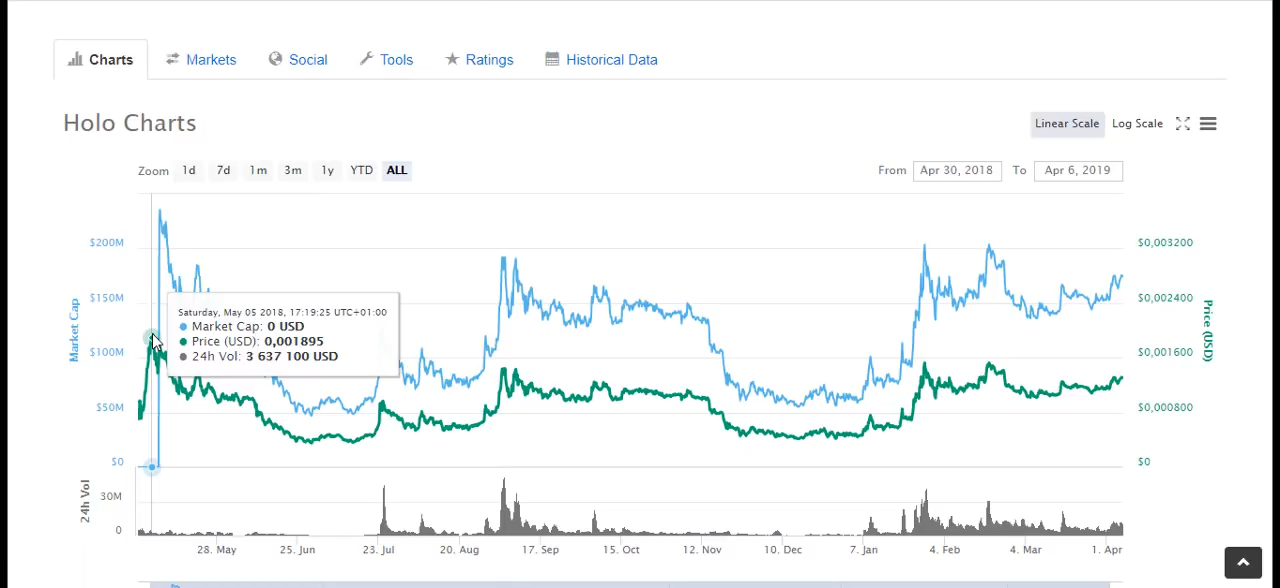 Charts Markets Social Tools Ratings Historical Data
Holo Charts
Linear Scale Log Scale
Zoom 1d 7d 1m 3m 1y YTD ALL From Apr 30, 2018 To Apr 6, 2019
$200M $0,003200
$150M $0,002400
$100M $0,001600
$50M $0,000800
$0 $0
Market Cap
Price (USD)
Saturday, May 05 2018, 17:19:25 UTC+01:00
Market Cap: 0 USD
Price (USD): 0,001895
24h Vol: 3 637 100 USD
24h Vol
30M
0
28. May 25. Jun 23. Jul 20. Aug 17. Sep 15. Oct 12. Nov 10. Dec 7. Jan 4. Feb 4. Mar 1. Apr